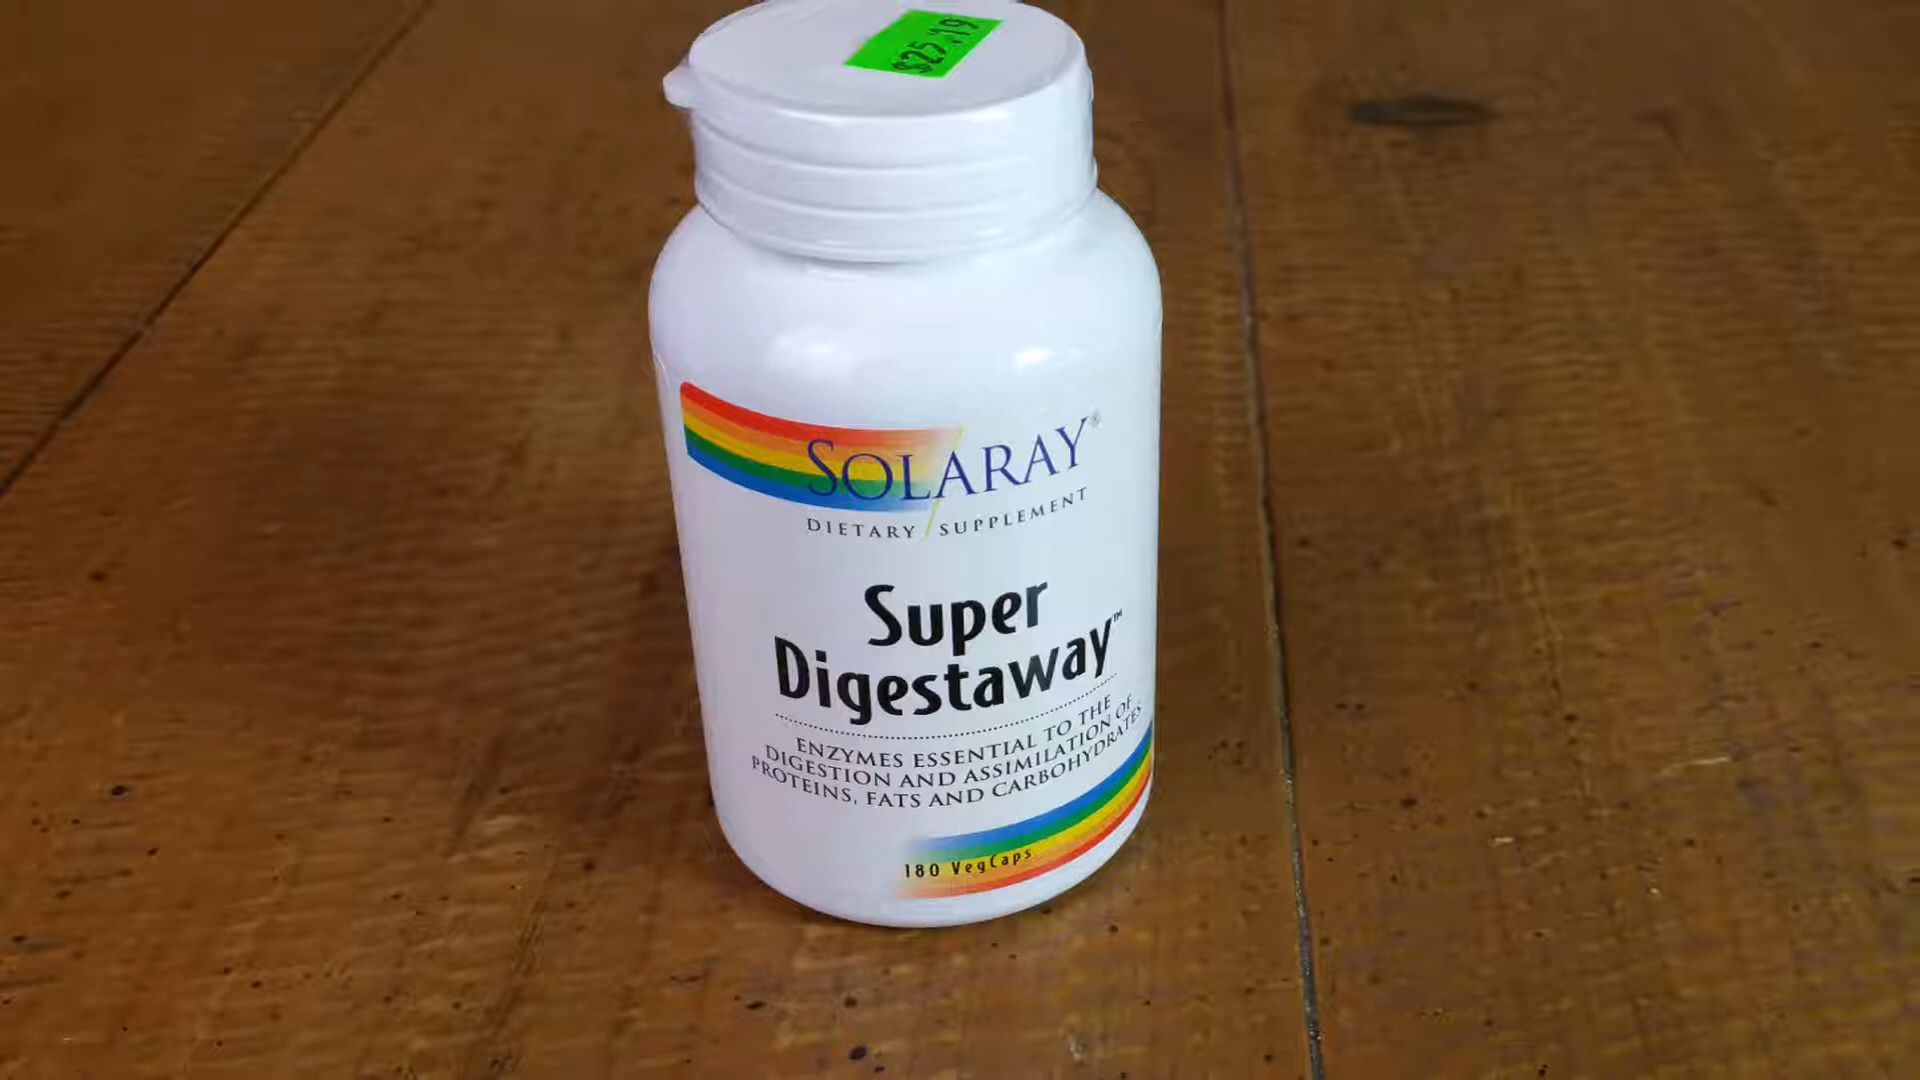 $25.19
SOLARAY®
DIETARY SUPPLEMENT
Super
Digestaway™
ENZYMES ESSENTIAL TO THE
DIGESTION AND ASSIMILATION OF
PROTEINS, FATS AND CARBOHYDRATES
180 VegCaps